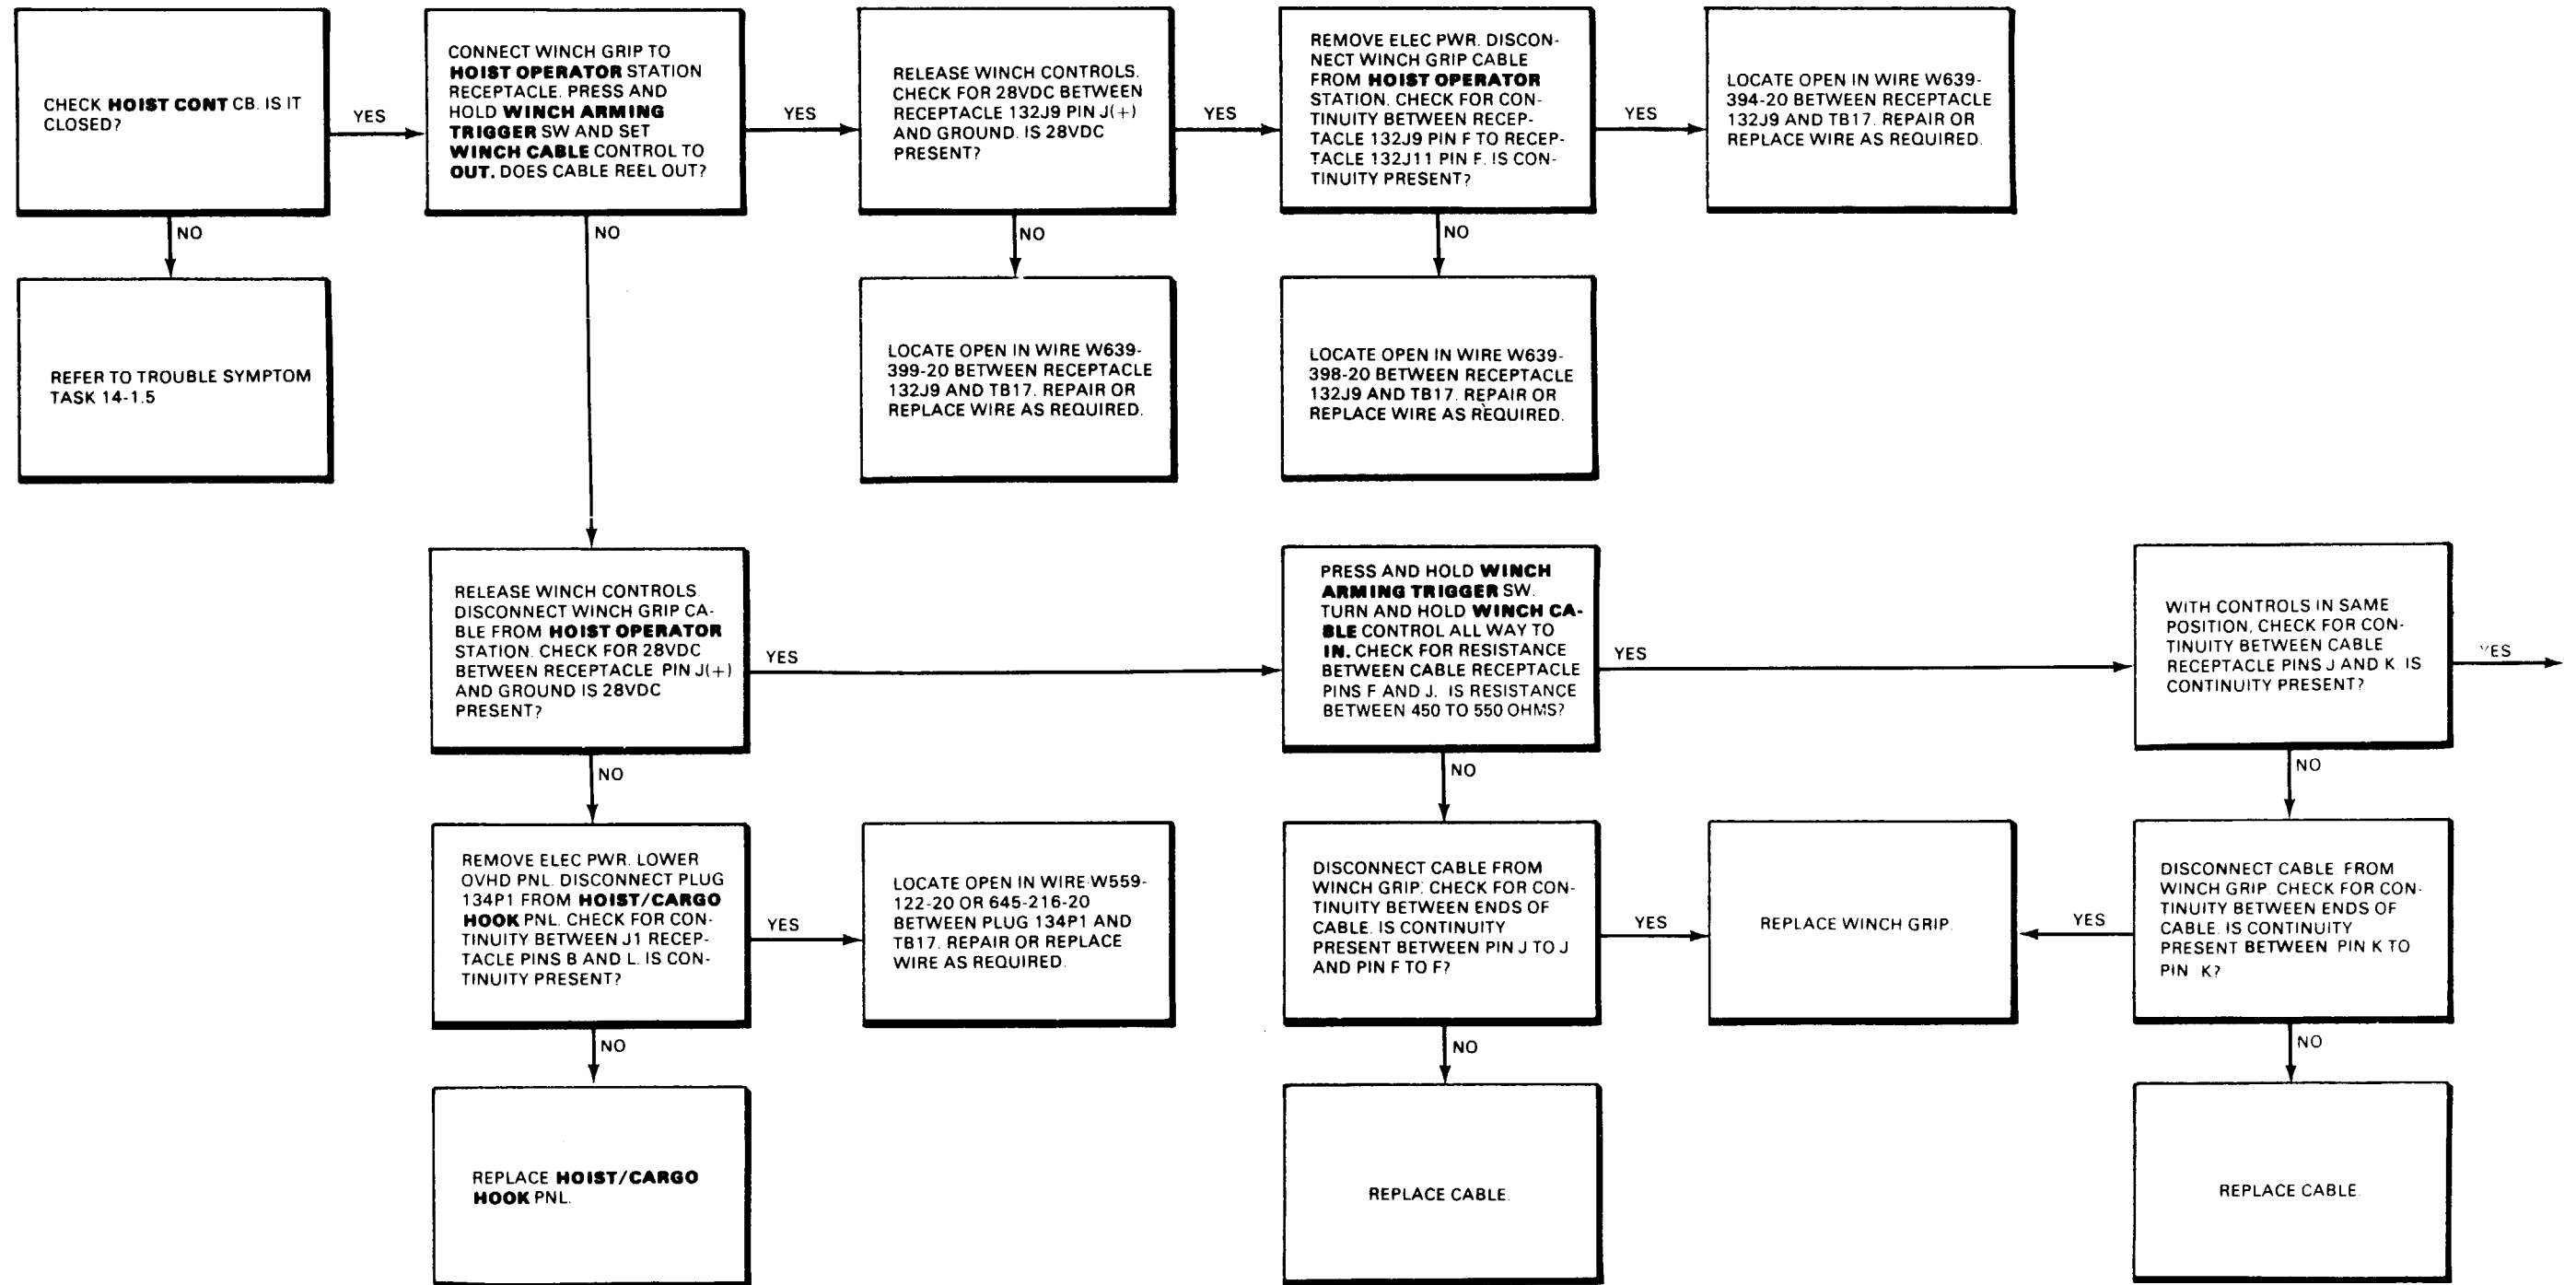 CHECK HOIST CONT CB. IS IT
CLOSED?
YES
NO
REFER TO TROUBLE SYMPTOM
TASK 14-1.5
CONNECT WINCH GRIP TO
HOIST OPERATOR STATION
RECEPTACLE. PRESS AND
HOLD WINCH ARMING
TRIGGER SW AND SET
WINCH CABLE CONTROL TO
OUT. DOES CABLE REEL OUT?
YES
NO
RELEASE WINCH CONTROLS.
CHECK FOR 28VDC BETWEEN
RECEPTACLE 132J9 PIN J(+)
AND GROUND. IS 28VDC
PRESENT?
YES
NO
LOCATE OPEN IN WIRE W639-
399-20 BETWEEN RECEPTACLE
132J9 AND TB17. REPAIR OR
REPLACE WIRE AS REQUIRED.
REMOVE ELEC PWR. DISCON-
NECT WINCH GRIP CABLE
FROM HOIST OPERATOR
STATION. CHECK FOR CON-
TINUITY BETWEEN RECEP-
TACLE 132J9 PIN F TO RECEP-
TACLE 132J11 PIN F. IS CON-
TINUITY PRESENT?
YES
NO
LOCATE OPEN IN WIRE W639-
398-20 BETWEEN RECEPTACLE
132J9 AND TB17. REPAIR OR
REPLACE WIRE AS REQUIRED.
LOCATE OPEN IN WIRE W639-
394-20 BETWEEN RECEPTACLE
132J9 AND TB17. REPAIR OR
REPLACE WIRE AS REQUIRED.
RELEASE WINCH CONTROLS.
DISCONNECT WINCH GRIP CA-
BLE FROM HOIST OPERATOR
STATION. CHECK FOR 28VDC
BETWEEN RECEPTACLE PIN J(+)
AND GROUND IS 28VDC
PRESENT?
YES
NO
PRESS AND HOLD WINCH
ARMING TRIGGER SW.
TURN AND HOLD WINCH CA-
BLE CONTROL ALL WAY TO
IN. CHECK FOR RESISTANCE
BETWEEN CABLE RECEPTACLE
PINS F AND J. IS RESISTANCE
BETWEEN 450 TO 550 OHMS?
YES
NO
WITH CONTROLS IN SAME
POSITION, CHECK FOR CON-
TINUITY BETWEEN CABLE
RECEPTACLE PINS J AND K. IS
CONTINUITY PRESENT?
YES
NO
REMOVE ELEC PWR. LOWER
OVHD PNL. DISCONNECT PLUG
134P1 FROM HOIST/CARGO
HOOK PNL. CHECK FOR CON-
TINUITY BETWEEN J1 RECEP-
TACLE PINS B AND L. IS CON-
TINUITY PRESENT?
YES
NO
LOCATE OPEN IN WIRE W559-
122-20 OR 645-216-20
BETWEEN PLUG 134P1 AND
TB17. REPAIR OR REPLACE
WIRE AS REQUIRED.
DISCONNECT CABLE FROM
WINCH GRIP. CHECK FOR CON-
TINUITY BETWEEN ENDS OF
CABLE. IS CONTINUITY
PRESENT BETWEEN PIN J TO J
AND PIN F TO F?
YES
NO
REPLACE WINCH GRIP.
YES
DISCONNECT CABLE FROM
WINCH GRIP. CHECK FOR CON-
TINUITY BETWEEN ENDS OF
CABLE. IS CONTINUITY
PRESENT BETWEEN PIN K TO
PIN K?
NO
REPLACE HOIST/CARGO
HOOK PNL.
REPLACE CABLE.
REPLACE CABLE.